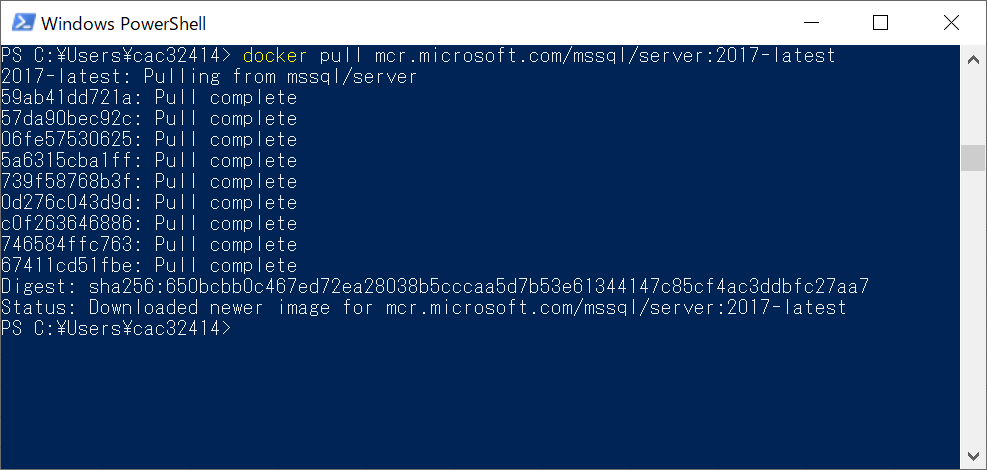 Windows PowerShell
PS C:¥Users¥cac32414> docker pull mcr.microsoft.com/mssql/server:2017-latest
2017-latest: Pulling from mssql/server
59ab41dd721a: Pull complete
57da90bec92c: Pull complete
06fe57530625: Pull complete
5a6315cba1ff: Pull complete
739f58768b3f: Pull complete
0d276c043d9d: Pull complete
c0f263646886: Pull complete
746584ffc763: Pull complete
67411cd51fbe: Pull complete
Digest: sha256:650bcbb0c467ed72ea28038b5cccaa5d7b53e61344147c85cf4ac3ddbfc27aa7
Status: Downloaded newer image for mcr.microsoft.com/mssql/server:2017-latest
PS C:¥Users¥cac32414>